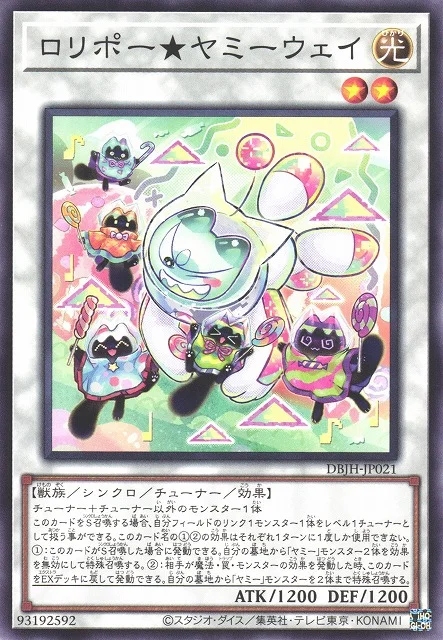 ロリポー★ヤミーウェイ
光
DBJH-JP021
【獣族／シンクロ／チューナー／効果】
チューナー＋チューナー以外のモンスター1体
このカードをS召喚する場合、自分フィールドのリンク1モンスター1体をレベル1チューナーとして扱う事ができる。このカード名の①②の効果はそれぞれ1ターンに1度しか使用できない。
①：このカードがS召喚した場合に発動できる。自分の墓地から「ヤミー」モンスター2体を効果を無効にして特殊召喚する。②：相手が魔法・罠・モンスターの効果を発動した時、このカードをEXデッキに戻して発動できる。自分の墓地から「ヤミー」モンスターを2体まで特殊召喚する。
ATK/1200 DEF/1200
93192592
©スタジオ・ダイス／集英社・テレビ東京・KONAMI